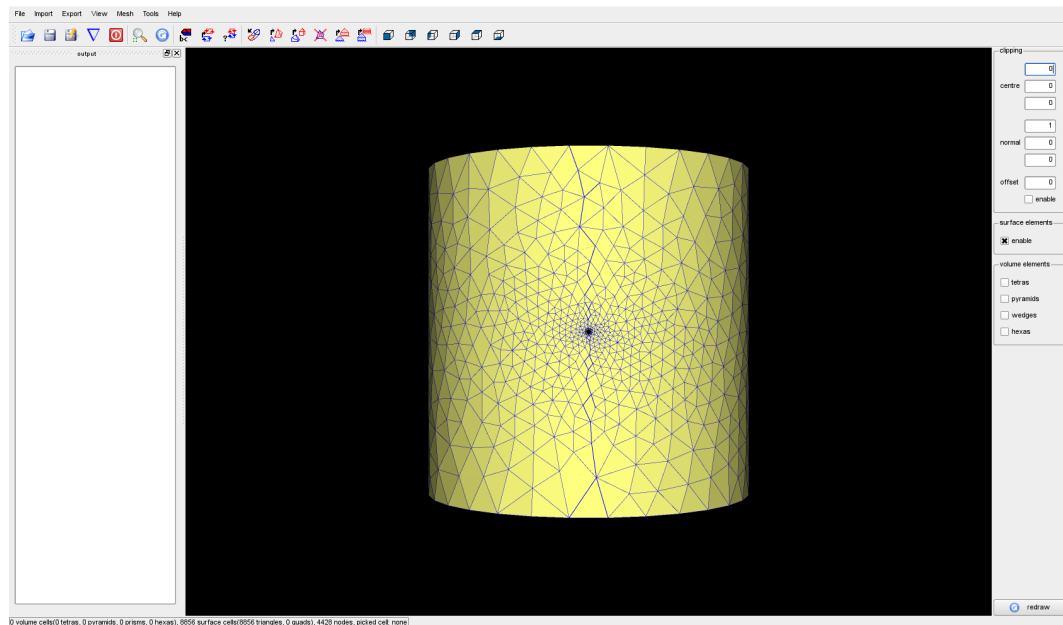 File Import Export View Mesh Tools Help
bc
output
clipping
0
centre 0
0
1
normal 0
0
offset 0
enable
surface elements
enable
volume elements
tetras
pyramids
wedges
hexas
redraw
0 volume cells(0 tetras, 0 pyramids, 0 prisms, 0 hexas), 8856 surface cells(8856 triangles, 0 quads), 4428 nodes, picked cell: none